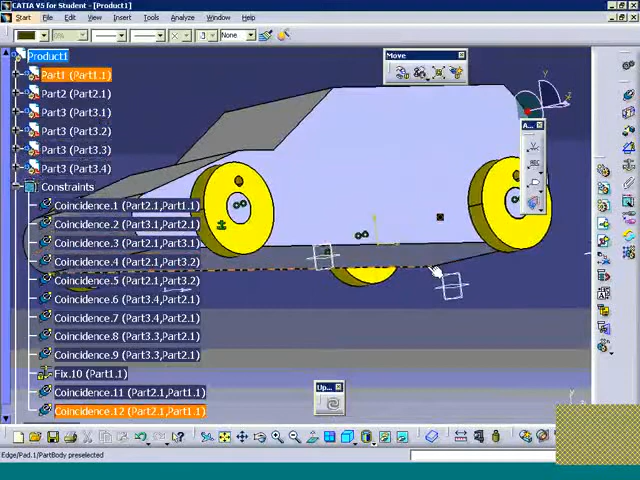 CATIA V5 for Student - [Product1]
Start File Edit View Insert Tools Analyze Window Help
0% .3 None
Move
Product1
Part1 (Part1.1)
Part2 (Part2.1)
Part3 (Part3.1)
Part3 (Part3.2)
Part3 (Part3.3)
Part3 (Part3.4)
Constraints
Coincidence.1 (Part2.1,Part1.1)
Coincidence.2 (Part3.1,Part1.1)
Coincidence.3 (Part3.1,Part2.1)
Coincidence.4 (Part2.1,Part3.2)
Coincidence.5 (Part2.1,Part3.2)
Coincidence.6 (Part3.4,Part2.1)
Coincidence.7 (Part3.4,Part2.1)
Coincidence.8 (Part3.3,Part2.1)
Coincidence.9 (Part3.3,Part2.1)
Fix.10 (Part1.1)
Coincidence.11 (Part2.1,Part1.1)
Coincidence.12 (Part2.1,Part1.1)
A...
Up...
y
z
Edge/Pad.1/PartBody preselected